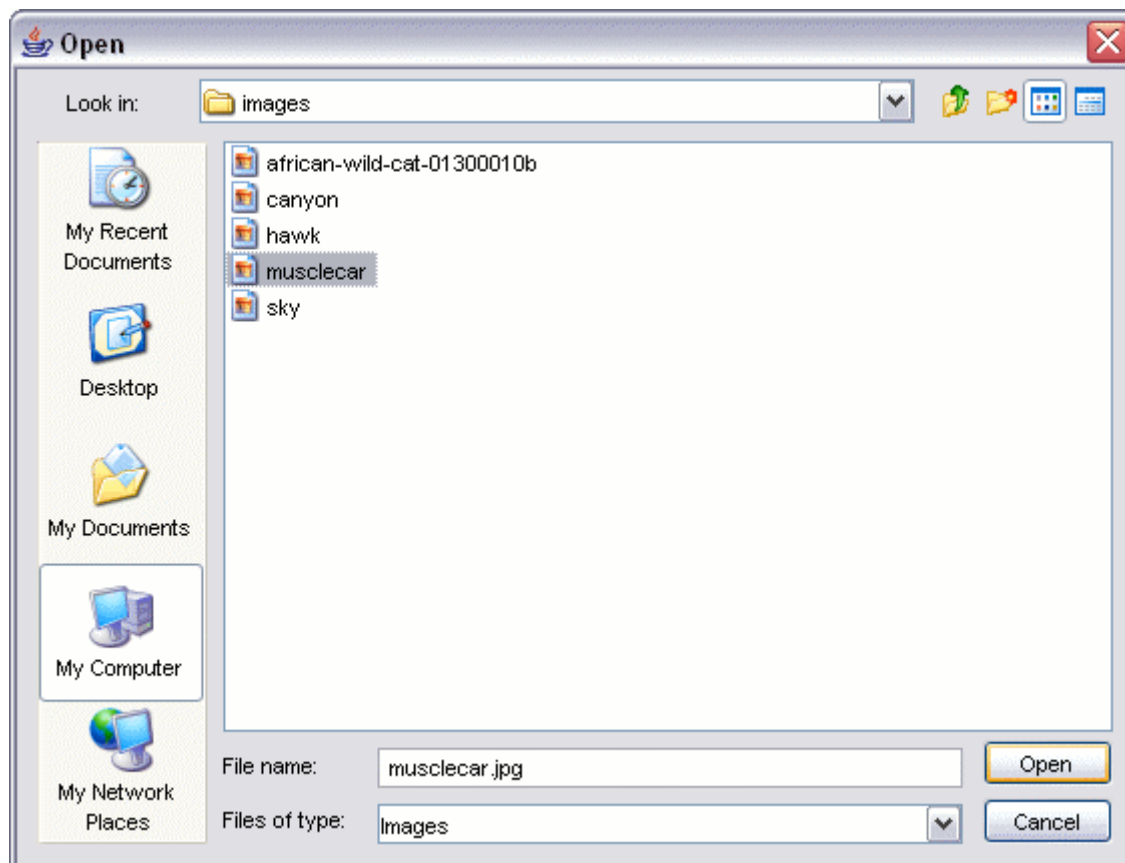 Open
Look in:
images
My Recent
Documents
Desktop
My Documents
My Computer
My Network
Places
african-wild-cat-01300010b
canyon
hawk
musclecar
sky
File name:
musclecar.jpg
Open
Files of type:
Images
Cancel